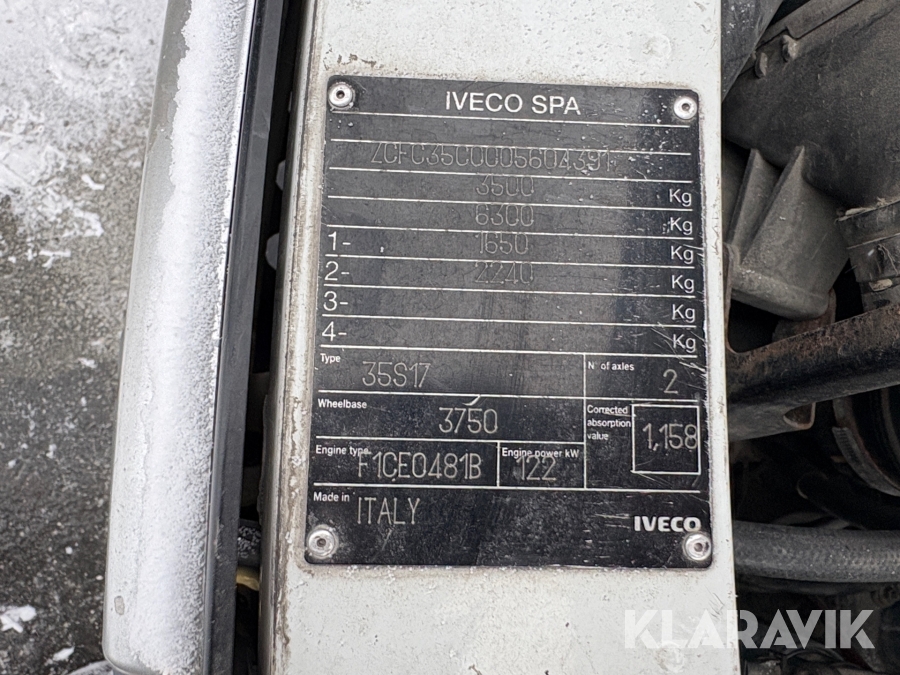 IVECO SPA
ZCFC35C0005604391
3500 Kg
6300 Kg
1- 1650 Kg
2- 2240 Kg
3- Kg
4- Kg
Type 35S17 N° of axles 2
Wheelbase 3750 Corrected absorption value 1,158
Engine type F1CE0481B Engine power kW 122
Made in ITALY IVECO
KLARAVIK